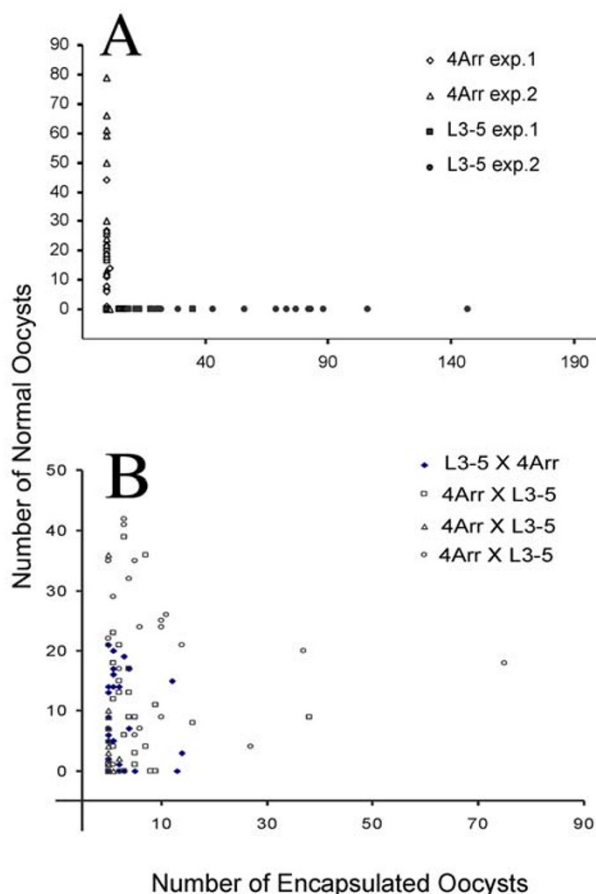 A
90
80
70
60
50
40
30
20
10
0
40
90
140
190
4Arr exp.1
4Arr exp.2
L3-5 exp.1
L3-5 exp.2
Number of Normal Oocysts
B
50
40
30
20
10
0
10
30
50
70
90
L3-5 X 4Arr
4Arr X L3-5
4Arr X L3-5
4Arr X L3-5
Number of Encapsulated Oocysts